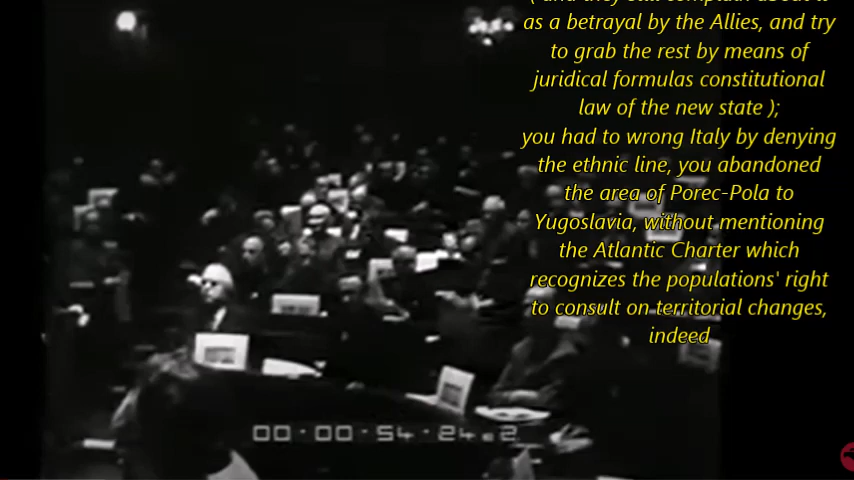 as a betrayal by the Allies, and try
to grab the rest by means of
juridical formulas constitutional
law of the new state );
you had to wrong Italy by denying
the ethnic line, you abandoned
the area of Porec-Pola to
Yugoslavia, without mentioning
the Atlantic Charter which
recognizes the populations' right
to consult on territorial changes,
indeed
00·00·54·24.2